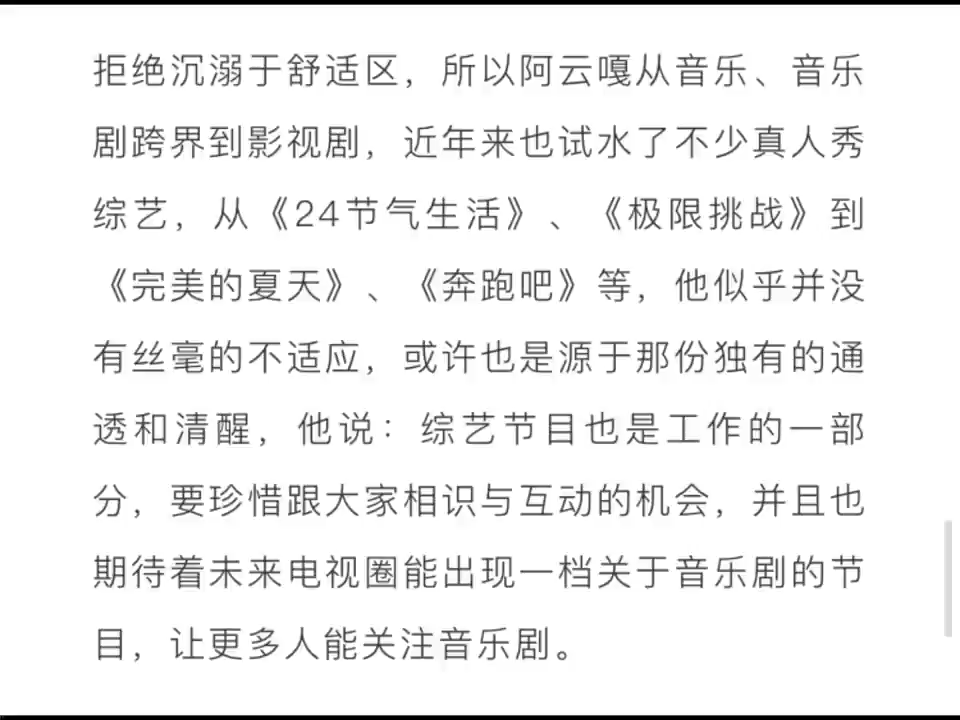 拒绝沉溺于舒适区，所以阿云嘎从音乐、音乐
剧跨界到影视剧，近年来也试水了不少真人秀
综艺，从《24节气生活》、《极限挑战》到
《完美的夏天》、《奔跑吧》等，他似乎并没
有丝毫的不适应，或许也是源于那份独有的通
透和清醒，他说：综艺节目也是工作的一部
分，要珍惜跟大家相识与互动的机会，并且也
期待着未来电视圈能出现一档关于音乐剧的节
目，让更多人能关注音乐剧。